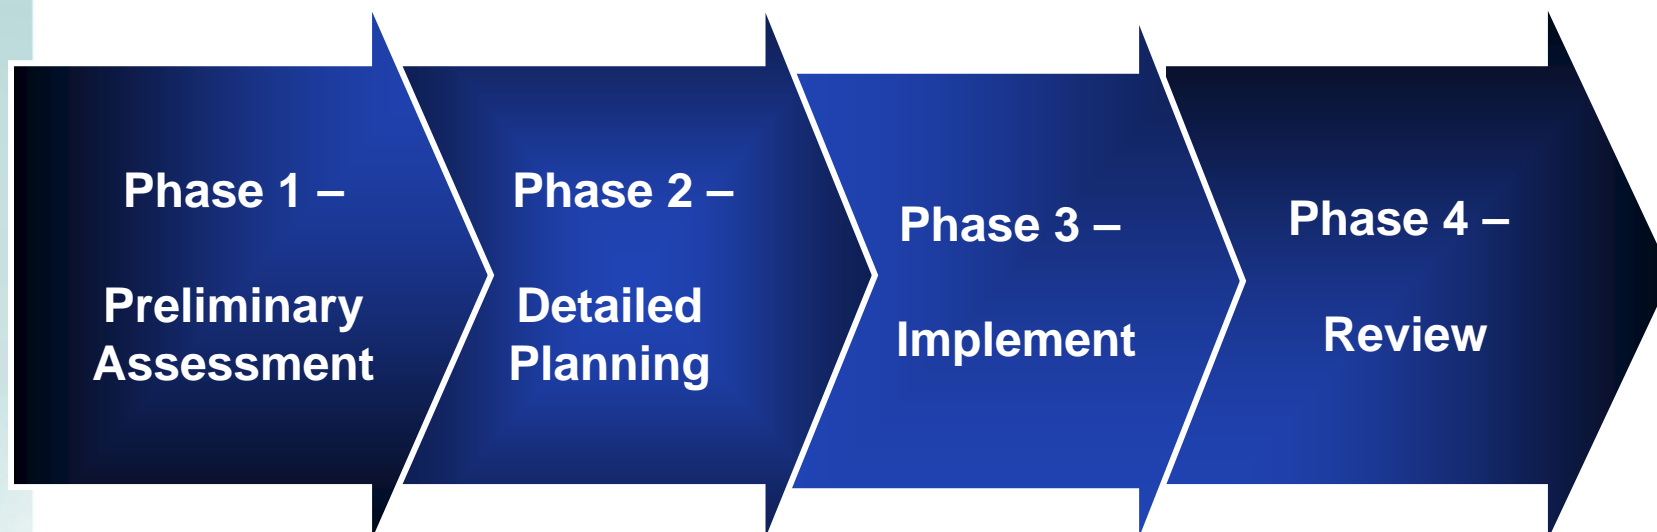 Phase 1 –
Preliminary
Assessment
Phase 2 –
Detailed
Planning
Phase 3 –
Implement
Phase 4 –
Review